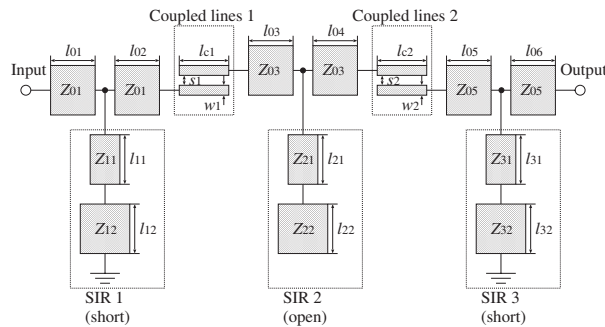 Coupled lines 1
Coupled lines 2
l01 l02 lc1 l03 l04 lc2 l05 l06
Input
Output
Z01 Z01 s1 w1 Z03 Z03 s2 w2 Z05 Z05
Z11 l11 Z21 l21 Z31 l31
Z12 l12 Z22 l22 Z32 l32
SIR 1
(short)
SIR 2
(open)
SIR 3
(short)